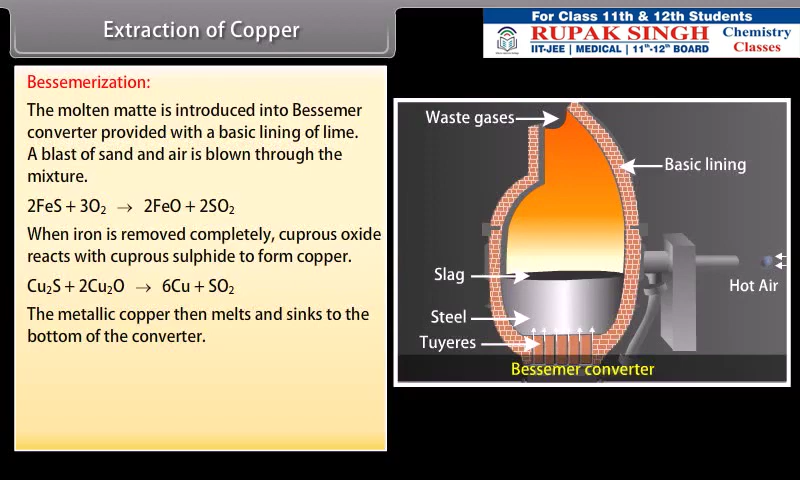 Extraction of Copper
For Class 11th & 12th Students
RUPAK SINGH
IIT-JEE | MEDICAL | 11th-12th BOARD
Chemistry
Classes
Bessemerization:
The molten matte is introduced into Bessemer
converter provided with a basic lining of lime.
A blast of sand and air is blown through the
mixture.
2FeS + 3O₂ → 2FeO + 2SO₂
When iron is removed completely, cuprous oxide
reacts with cuprous sulphide to form copper.
Cu₂S + 2Cu₂O → 6Cu + SO₂
The metallic copper then melts and sinks to the
bottom of the converter.
Waste gases
Basic lining
Slag
Hot Air
Steel
Tuyeres
Bessemer converter